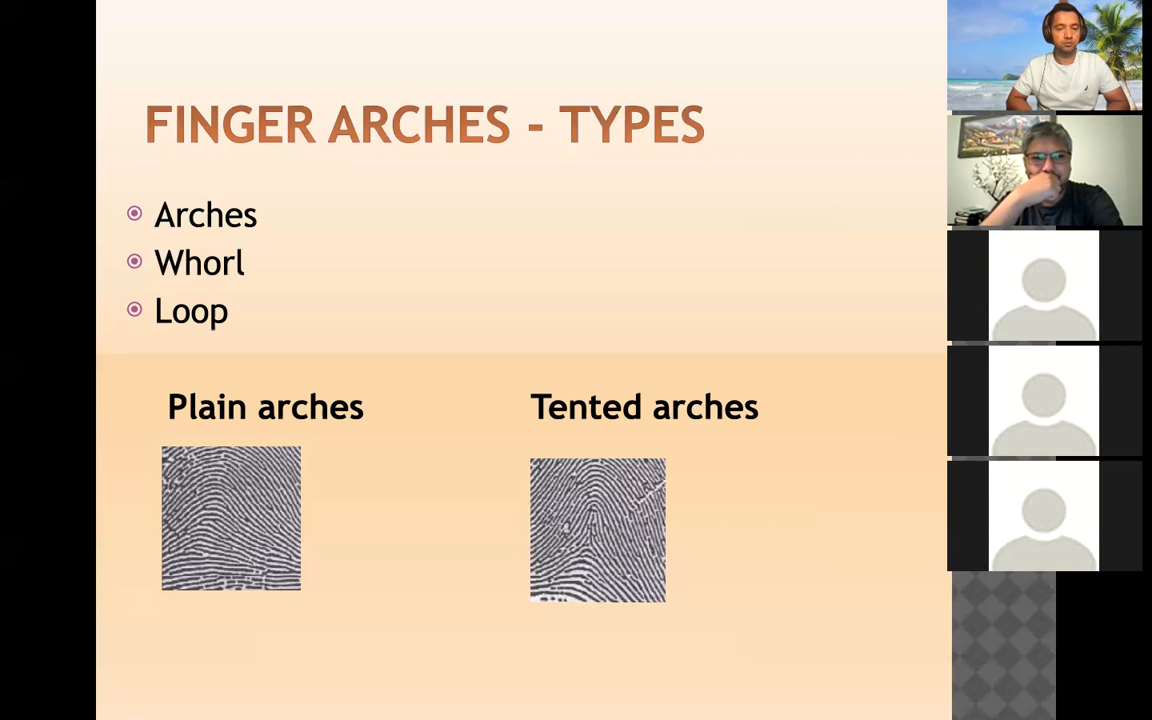 FINGER ARCHES - TYPES
Arches
Whorl
Loop
Plain arches
Tented arches